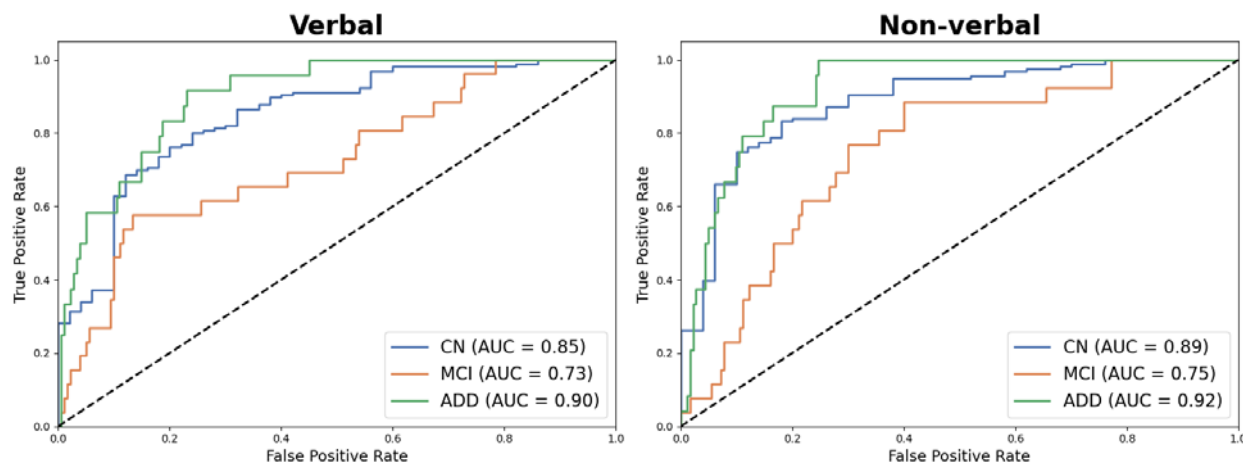 Verbal
Non-verbal
True Positive Rate
1.0
0.8
0.6
0.4
0.2
0.0
CN (AUC = 0.85)
MCI (AUC = 0.73)
ADD (AUC = 0.90)
0.0 0.2 0.4 0.6 0.8 1.0
False Positive Rate
True Positive Rate
1.0
0.8
0.6
0.4
0.2
0.0
CN (AUC = 0.89)
MCI (AUC = 0.75)
ADD (AUC = 0.92)
0.0 0.2 0.4 0.6 0.8 1.0
False Positive Rate